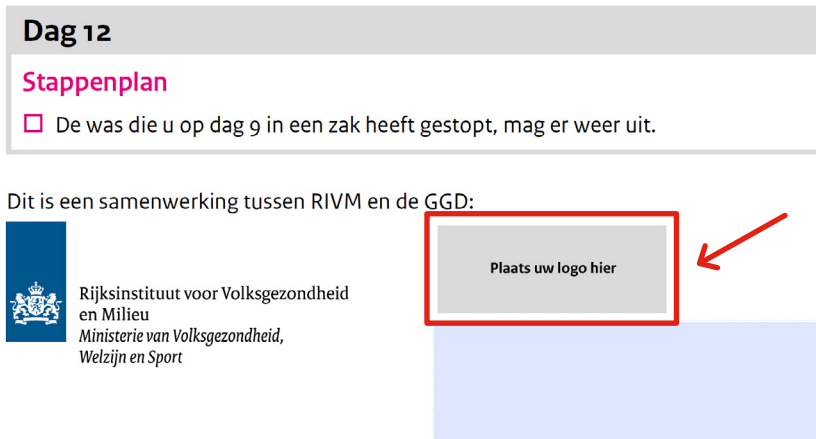 Dag 12
Stappenplan
De was die u op dag 9 in een zak heeft gestopt, mag er weer uit.
Dit is een samenwerking tussen RIVM en de GGD:
Plaats uw logo hier
Rijksinstituut voor Volksgezondheid
en Milieu
Ministerie van Volksgezondheid,
Welzijn en Sport